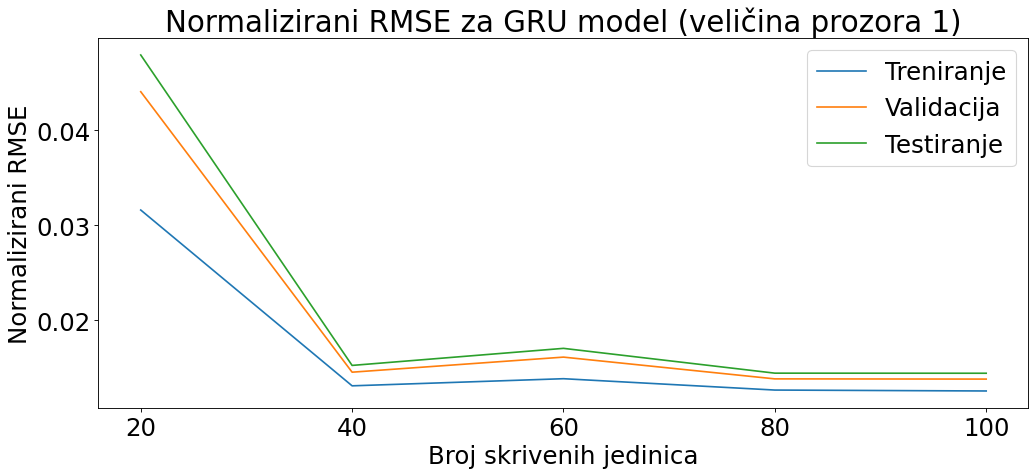 Normalizirani RMSE za GRU model (veličina prozora 1)
Treniranje
Validacija
Testiranje
Normalizirani RMSE
0.04
0.03
0.02
20 40 60 80 100
Broj skrivenih jedinica